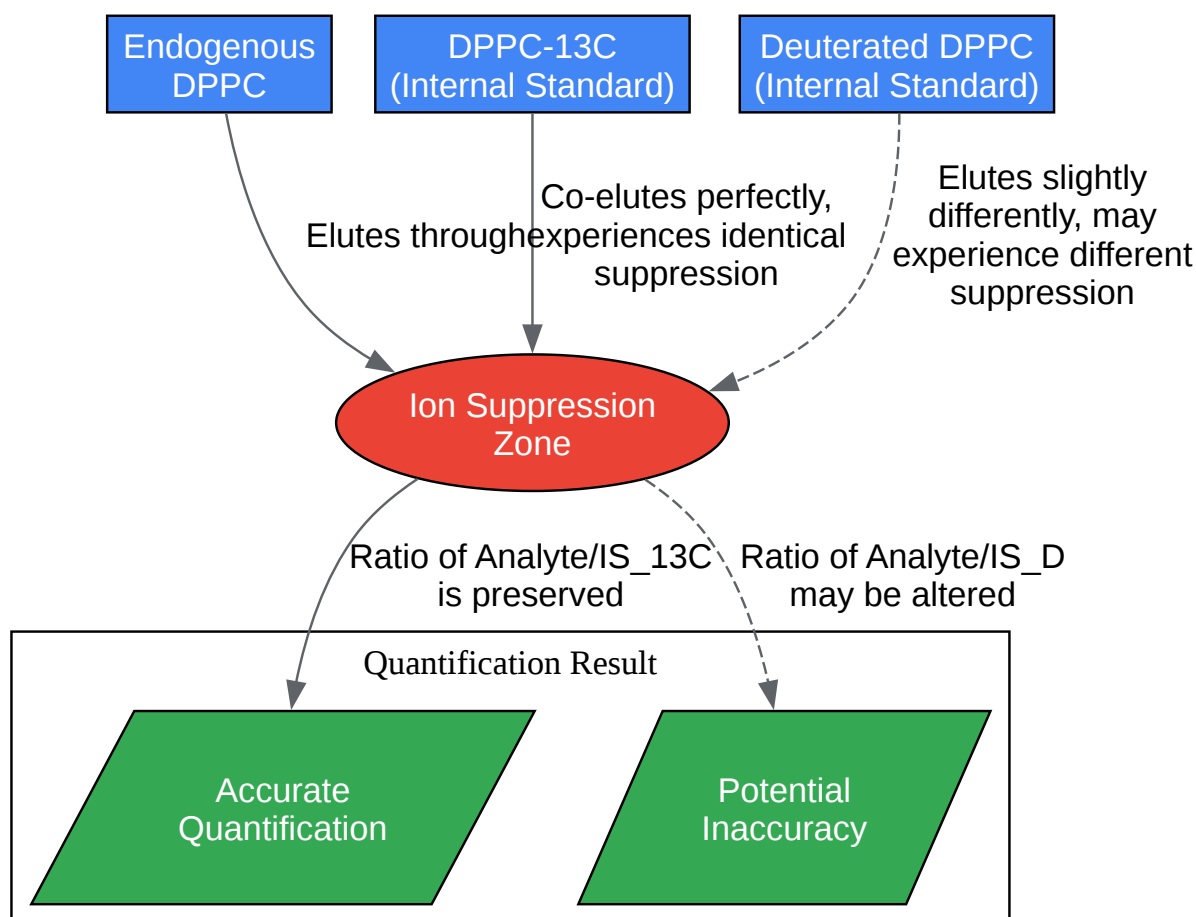 Endogenous
DPPC
DPPC-13C
(Internal Standard)
Deuterated DPPC
(Internal Standard)
Elutes through
Co-elutes perfectly,
experiences identical
suppression
Elutes slightly
differently, may
experience different
suppression
Ion Suppression
Zone
Ratio of Analyte/IS_13C
is preserved
Ratio of Analyte/IS_D
may be altered
Quantification Result
Accurate
Quantification
Potential
Inaccuracy